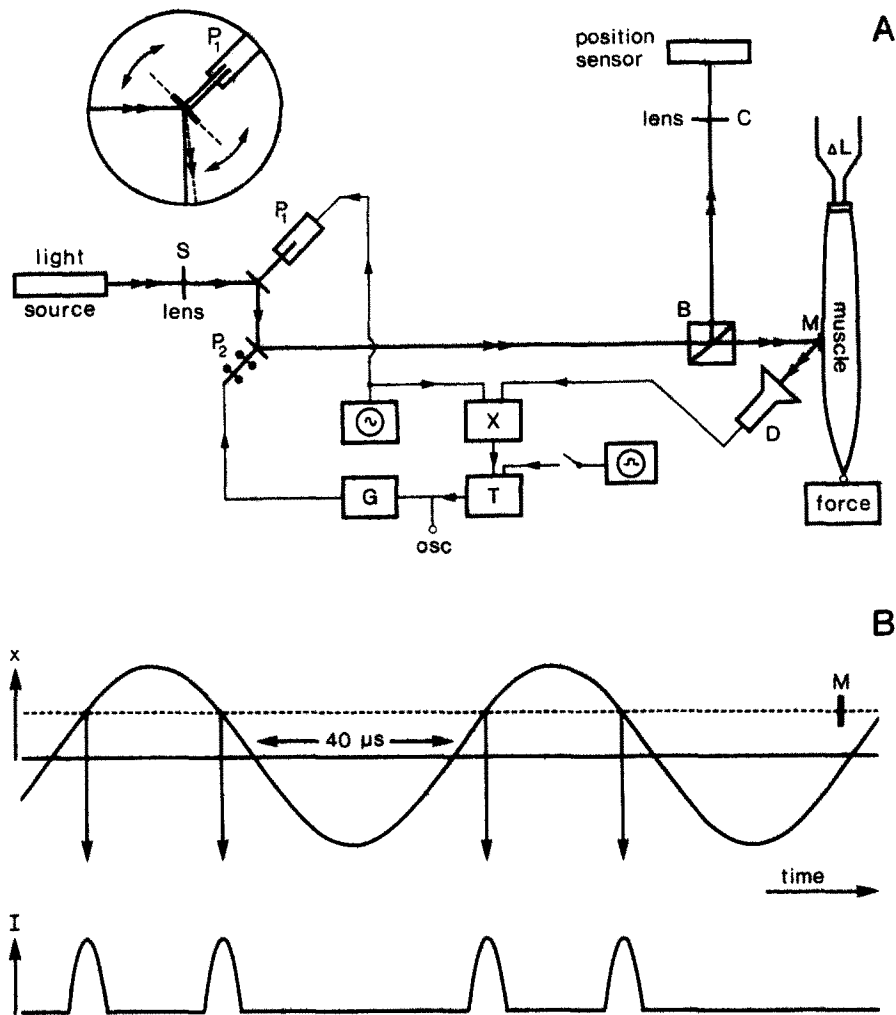 A
P1
position
sensor
lens
C
ΔL
P1
light
source
S
lens
P2
B
M
muscle
D
X
G
T
osc
force
B
x
M
40 µs
time
I